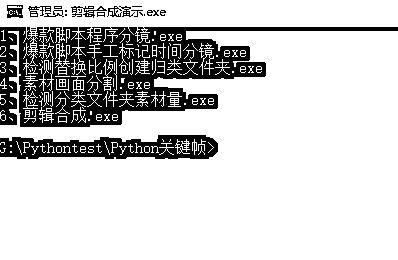 管理员: 剪辑合成演示.exe
1、爆款脚本程序分镜.exe
2、爆款脚本手工标记时间分镜.exe
3、检测替换比例创建归类文件夹.exe
4、素材画面分割.exe
5、检测分类文件夹素材量.exe
6、剪辑合成.exe
G:\Pythontest\Python关键帧>